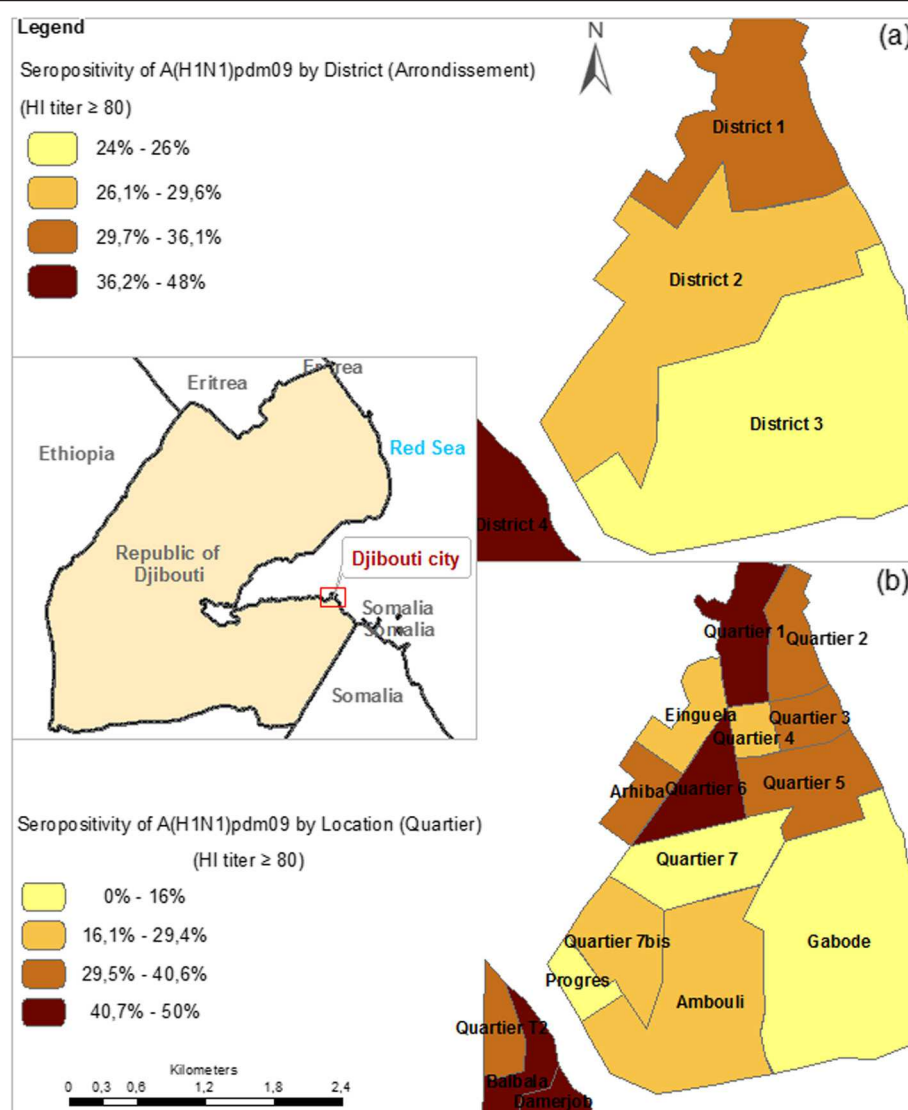 Legend
Seropositivity of A(H1N1)pdm09 by District (Arrondissement)
(HI titer ≥ 80)
24% - 26%
26,1% - 29,6%
29,7% - 36,1%
36,2% - 48%
N
(a)
District 1
District 2
District 3
District 4
Eritrea
Eritrea
Ethiopia
Red Sea
Republic of
Djibouti
Djibouti city
Somalia
Somalia
Somalia
(b)
Quartier 1
Quartier 2
Einguela
Quartier 3
Quartier 4
Arhiba
Quartier 6
Quartier 5
Quartier 7
Quartier 7bis
Gabode
Progres
Ambouli
Quartier T2
Balbala
Damerjob
Seropositivity of A(H1N1)pdm09 by Location (Quartier)
(HI titer ≥ 80)
0% - 16%
16,1% - 29,4%
29,5% - 40,6%
40,7% - 50%
Kilometers
0 0,3 0,6 1,2 1,8 2,4